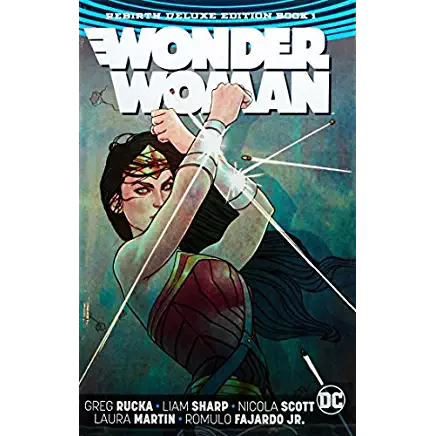 REBIRTH DELUXE EDITION BOOK 1
WONDER
WOMAN
GREG RUCKA • LIAM SHARP • NICOLA SCOTT
LAURA MARTIN • ROMULO FAJARDO JR.
DC